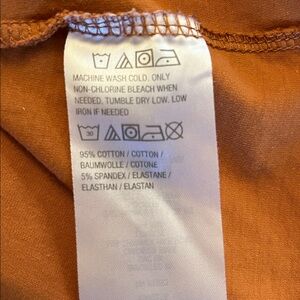 MACHINE WASH COLD. ONLY
NON-CHLORINE BLEACH WHEN
NEEDED. TUMBLE DRY LOW. LOW
IRON IF NEEDED
30
95% COTTON / COTTON /
BAUMWOLLE / COTONE
5% SPANDEX / ELASTANE /
ELASTHAN / ELASTAN